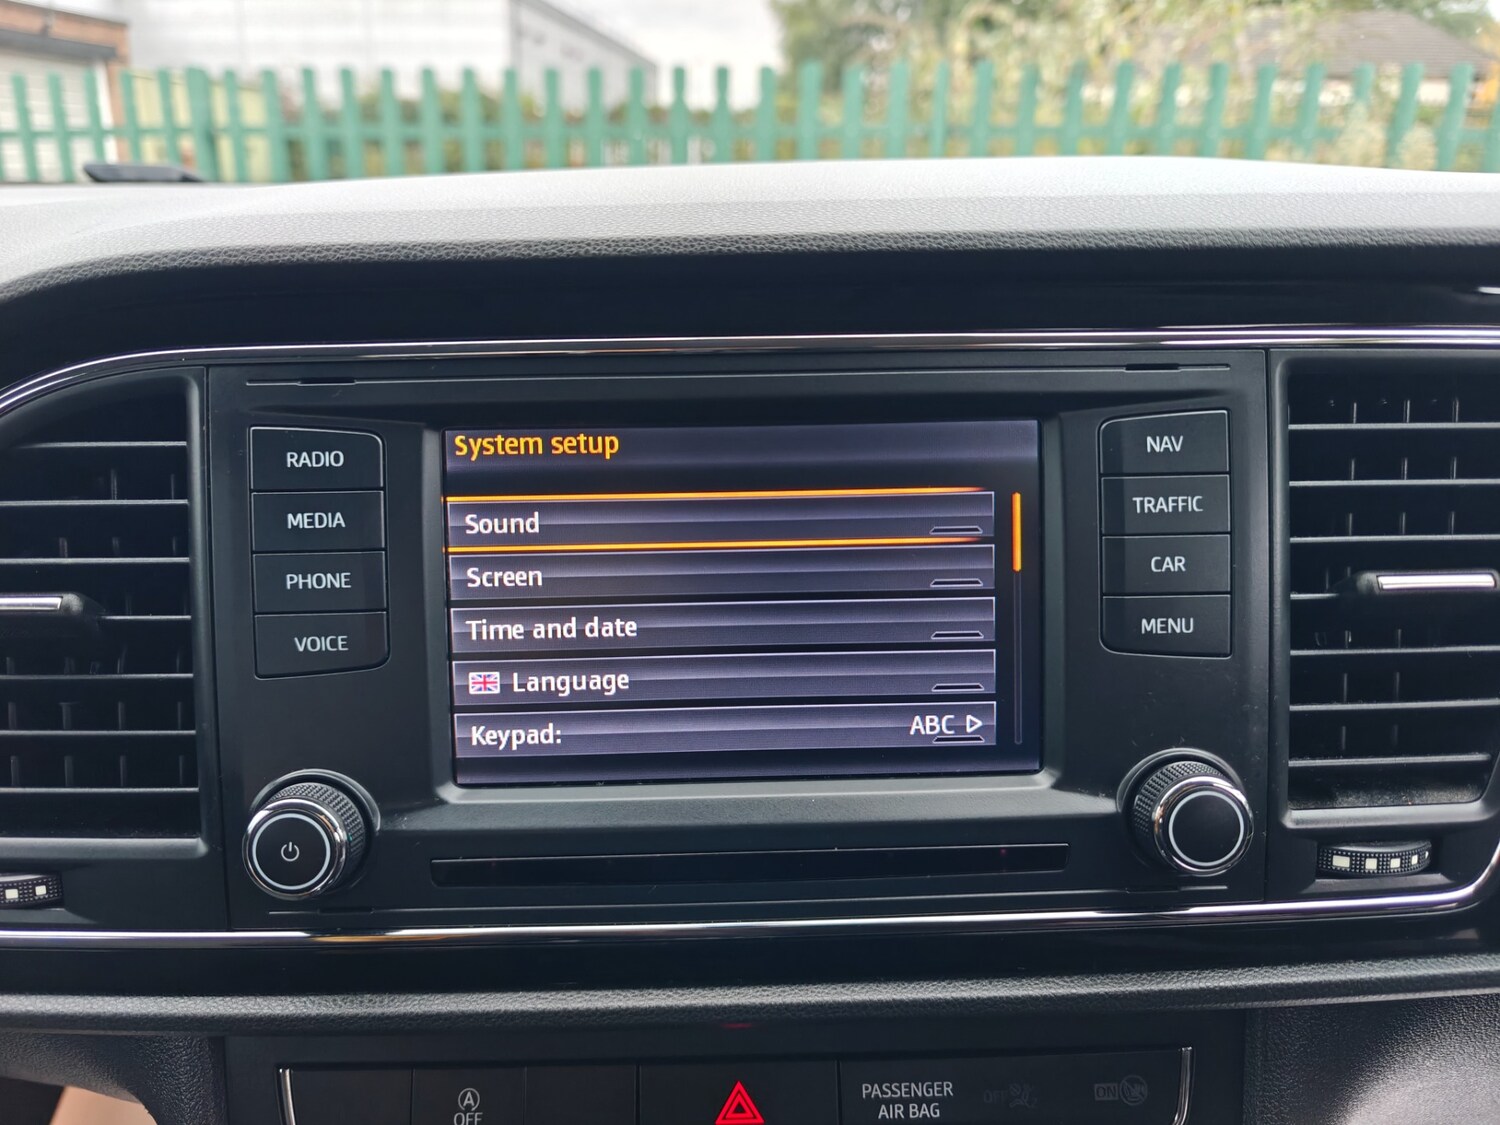 System setup
Sound
Screen
Time and date
Language
Keypad: ABC
RADIO
MEDIA
PHONE
VOICE
NAV
TRAFFIC
CAR
MENU
A
OFF
PASSENGER
AIR BAG
OFF
ON